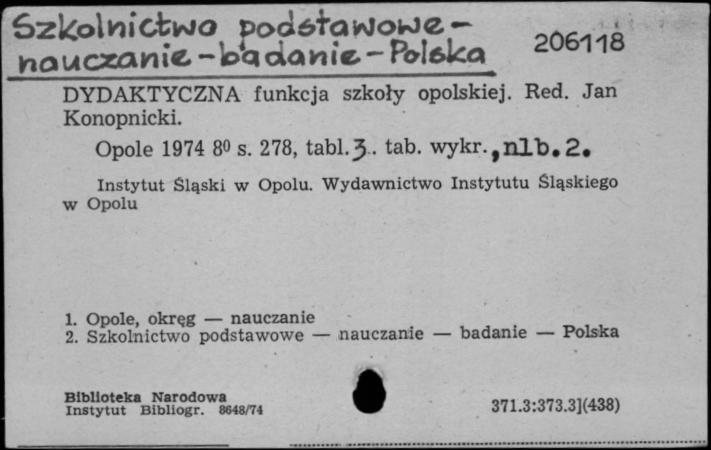 Szkolnictwo podstawowe-
nauczanie-badanie-Polska
206118
DYDAKTYCZNA funkcja szkoły opolskiej. Red. Jan
Konopnicki.
Opole 1974 8⁰ s. 278, tabl. 3. tab. wykr., nlb. 2.
Instytut Śląski w Opolu. Wydawnictwo Instytutu Śląskiego
w Opolu
1. Opole, okręg — nauczanie
2. Szkolnictwo podstawowe — nauczanie — badanie — Polska
Biblioteka Narodowa
Instytut Bibliogr. 8648/74
371.3:373.3](438)